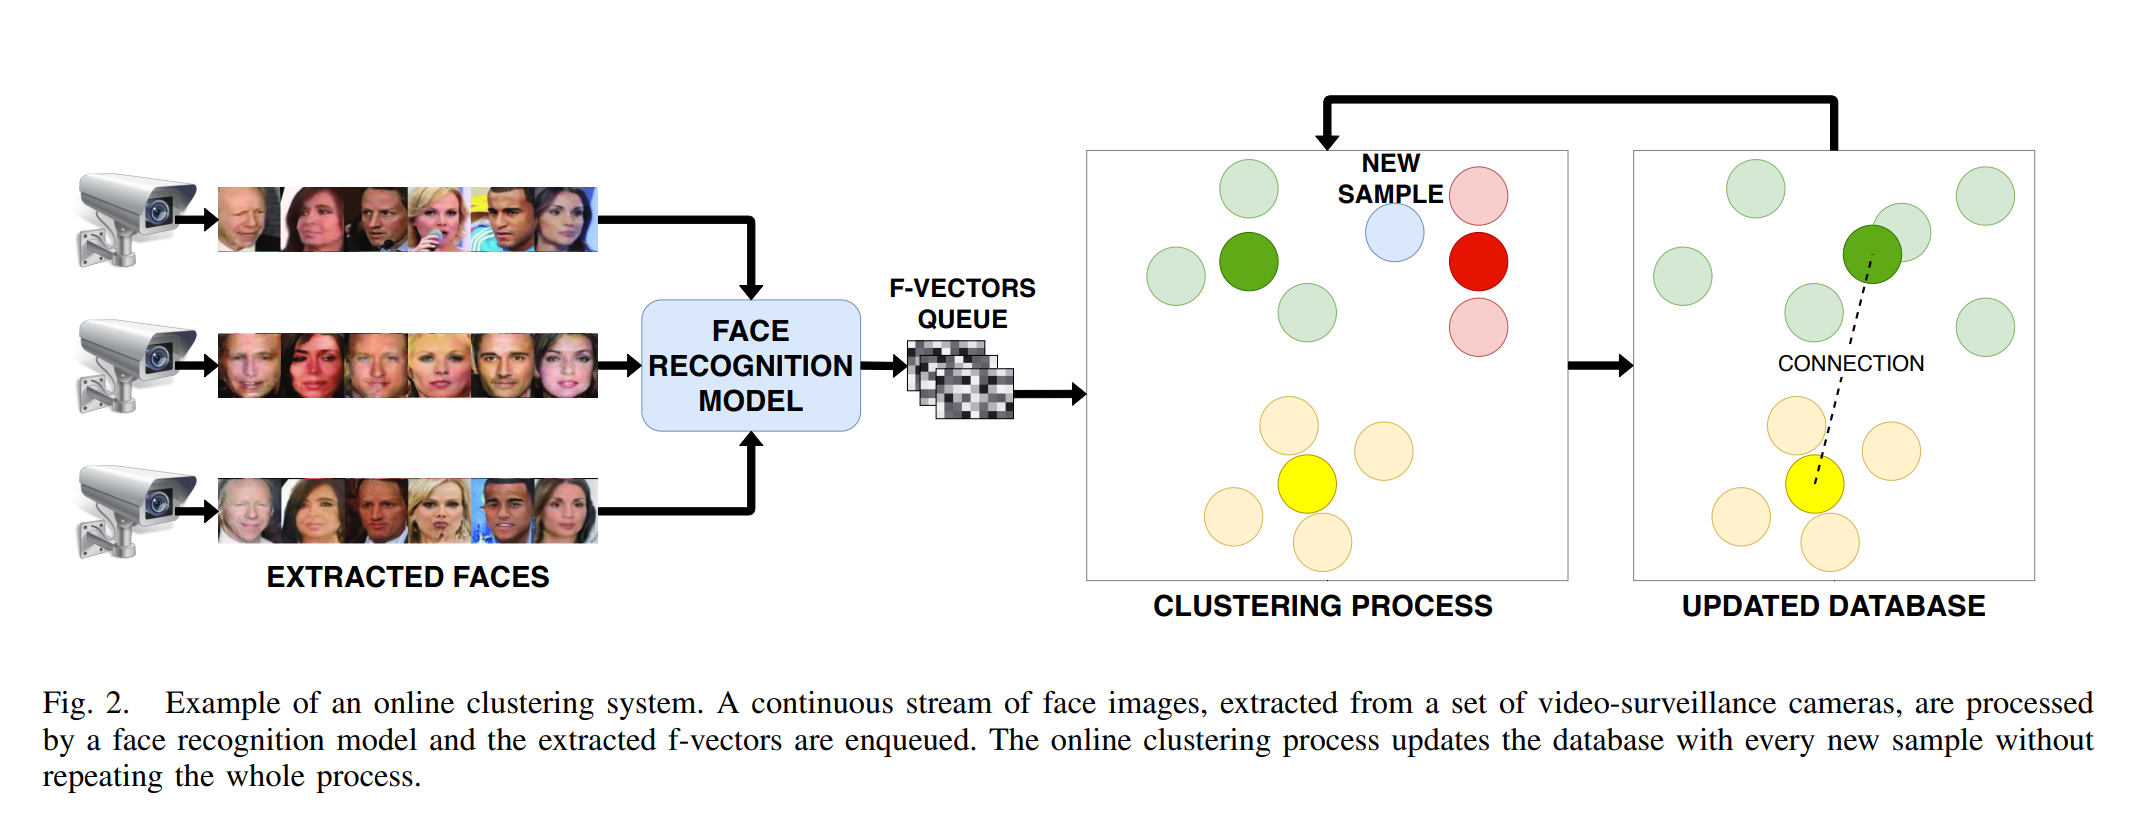 NEW
SAMPLE
F-VECTORS
QUEUE
FACE
RECOGNITION
MODEL
CONNECTION
EXTRACTED FACES
CLUSTERING PROCESS
UPDATED DATABASE
Fig. 2. Example of an online clustering system. A continuous stream of face images, extracted from a set of video-surveillance cameras, are processed
by a face recognition model and the extracted f-vectors are enqueued. The online clustering process updates the database with every new sample without
repeating the whole process.